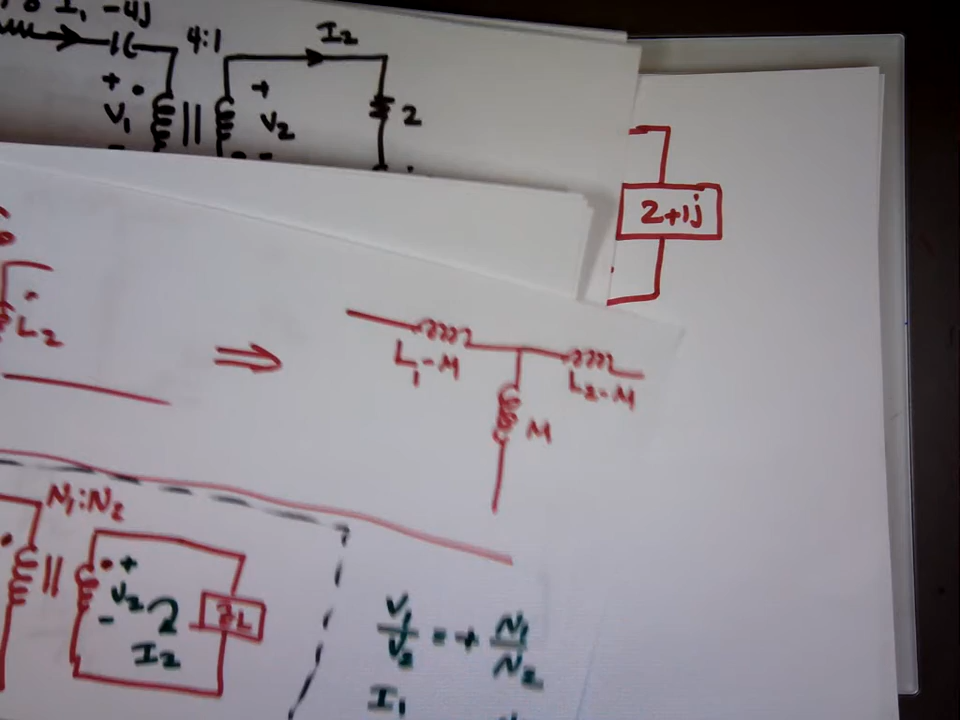 I₁ -4j
4:1
I₂
+
+
V₁
V₂
2
-
-
2+1j
L₂
⇒
L₁-M
L₂-M
M
N₁:N₂
+
V₂
-
I₂
ZL
V₁/V₂ = + N₁/N₂
I₁